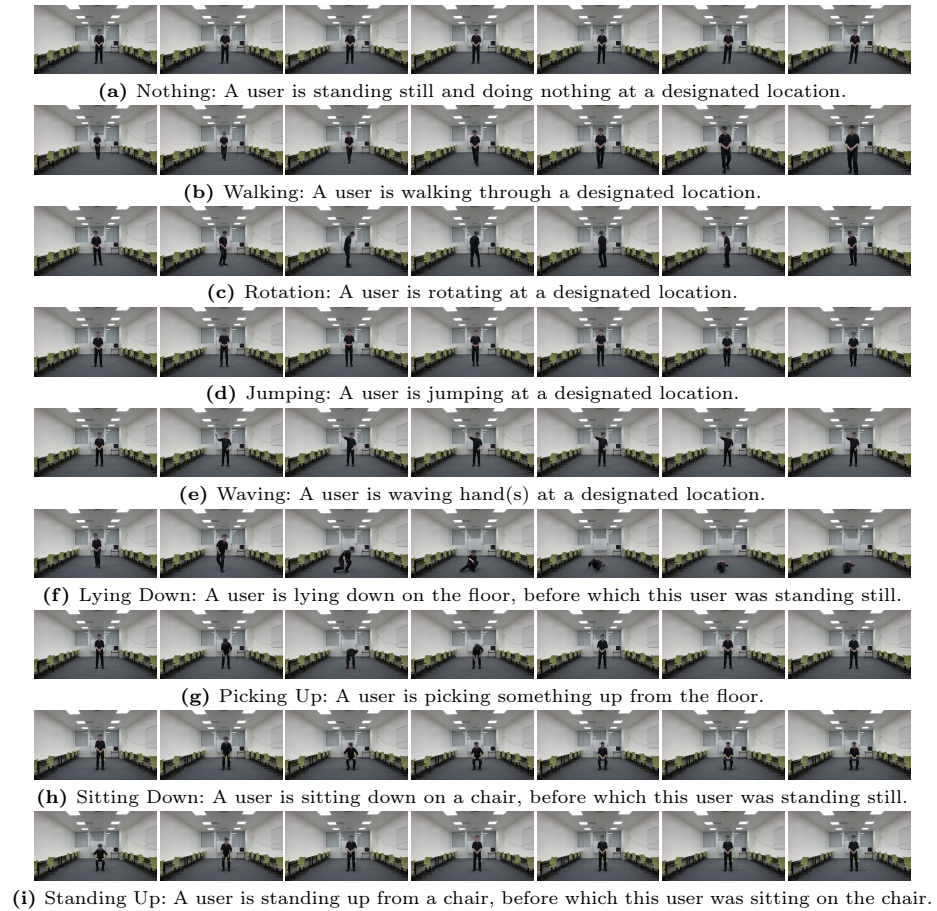 (a) Nothing: A user is standing still and doing nothing at a designated location.
(b) Walking: A user is walking through a designated location.
(c) Rotation: A user is rotating at a designated location.
(d) Jumping: A user is jumping at a designated location.
(e) Waving: A user is waving hand(s) at a designated location.
(f) Lying Down: A user is lying down on the floor, before which this user was standing still.
(g) Picking Up: A user is picking something up from the floor.
(h) Sitting Down: A user is sitting down on a chair, before which this user was standing still.
(i) Standing Up: A user is standing up from a chair, before which this user was sitting on the chair.